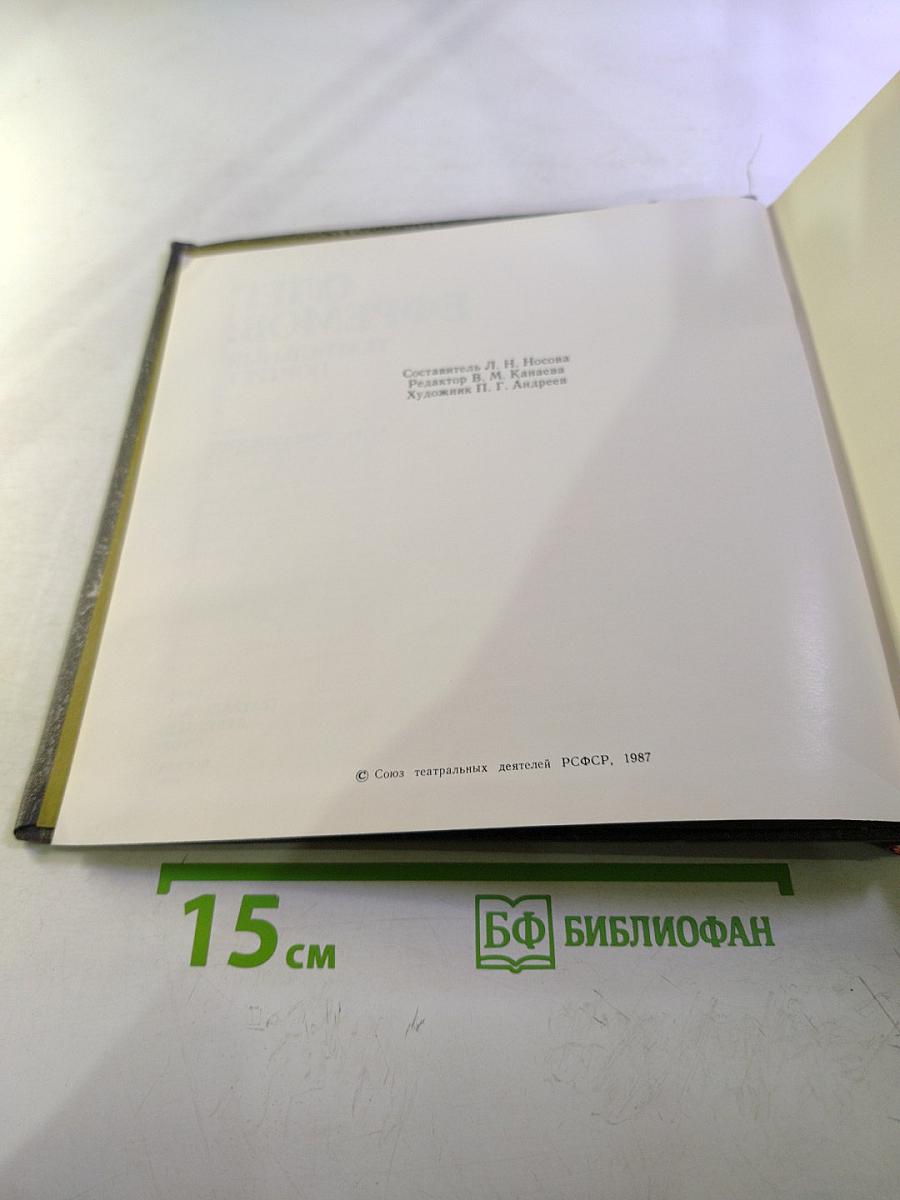 Составитель Л. Н. Носова
Редактор В. М. Канаева
Художник П. Г. Андреев
© Союз театральных деятелей РСФСР, 1987
15 см
БФ БИБЛИОФАН